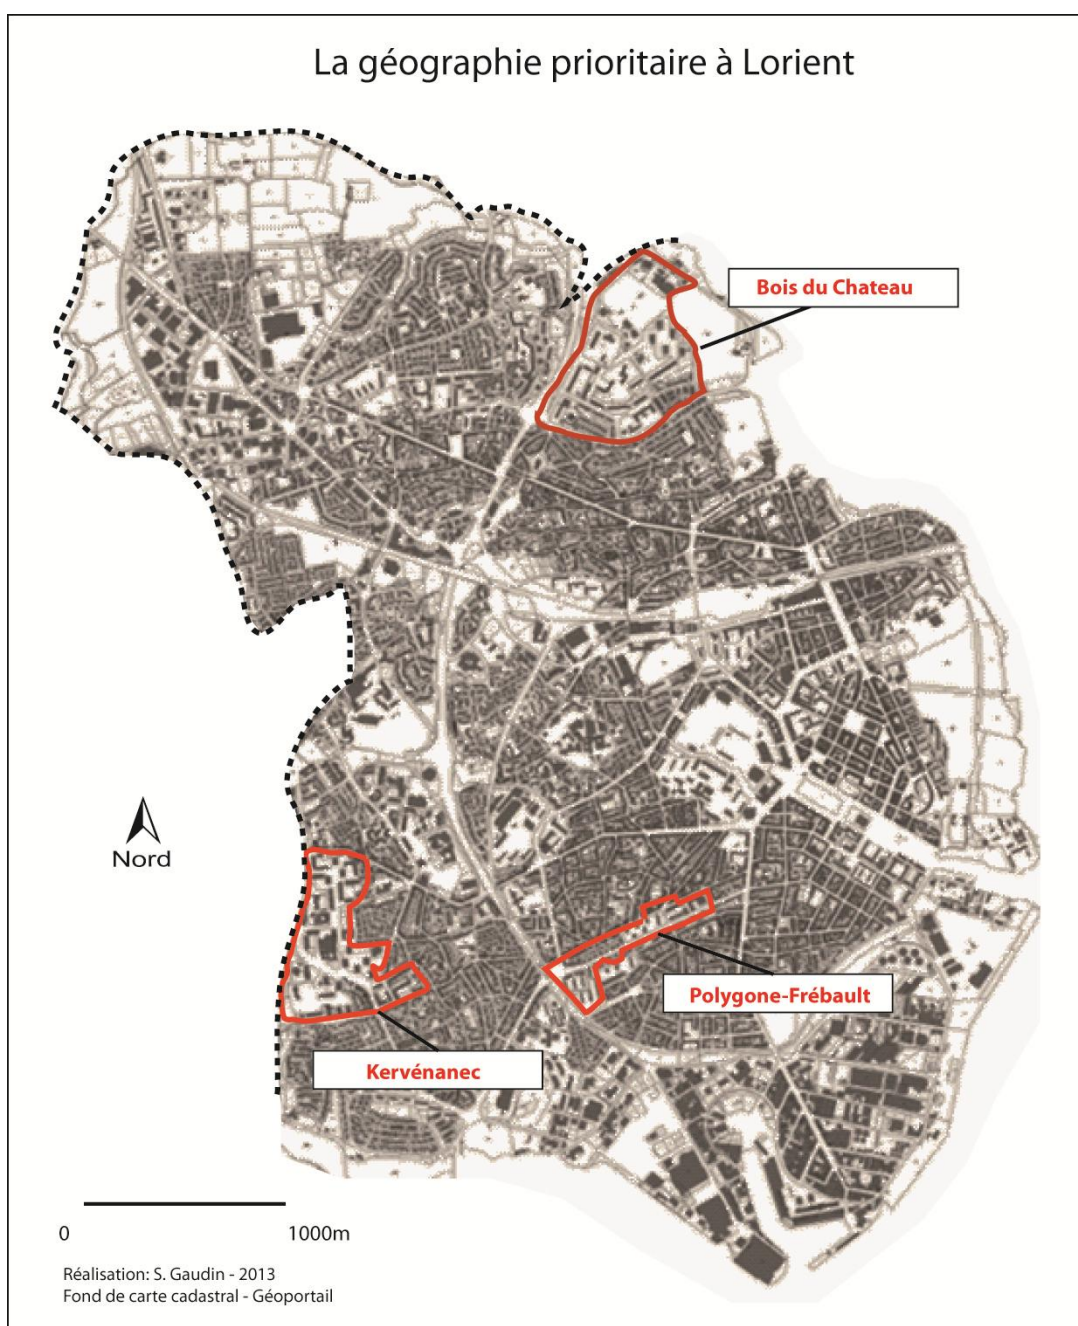 La géographie prioritaire à Lorient
Bois du Chateau
Nord
Polygone-Frébault
Kervénanec
0 1000m
Réalisation: S. Gaudin - 2013
Fond de carte cadastral - Géoportail